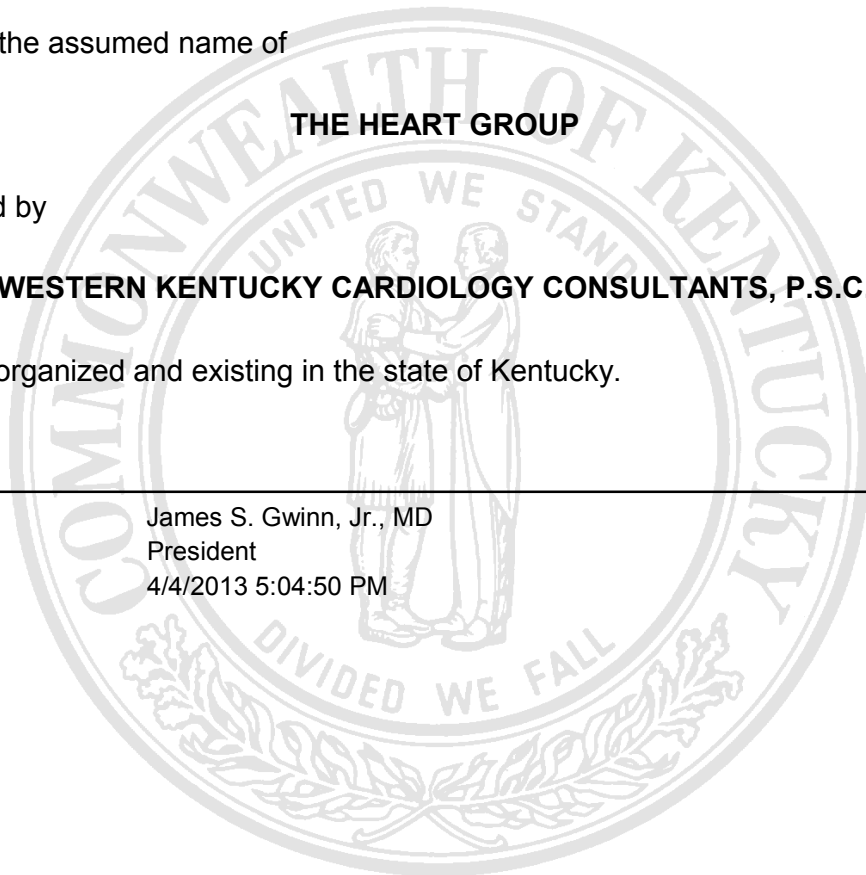 the assumed name of
THE HEART GROUP
d by
WESTERN KENTUCKY CARDIOLOGY CONSULTANTS, P.S.C
organized and existing in the state of Kentucky.
James S. Gwinn, Jr., MD
President
4/4/2013 5:04:50 PM
COMMONWEALTH OF KENTUCKY
UNITED WE STAND
DIVIDED WE FALL